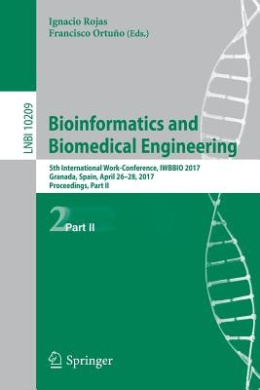 Ignacio Rojas
Francisco Ortuño (Eds.)
LNBI 10209
Bioinformatics and
Biomedical Engineering
5th International Work-Conference, IWBBIO 2017
Granada, Spain, April 26–28, 2017
Proceedings, Part II
2 Part II
Springer